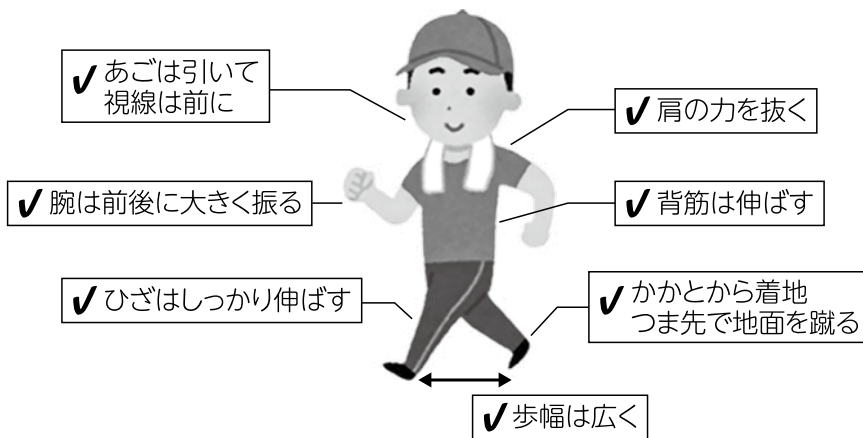 ✓ あごは引いて
視線は前に
✓ 肩の力を抜く
✓ 腕は前後に大きく振る
✓ 背筋は伸ばす
✓ ひざはしっかり伸ばす
✓ かかとから着地
つま先で地面を蹴る
✓ 歩幅は広く